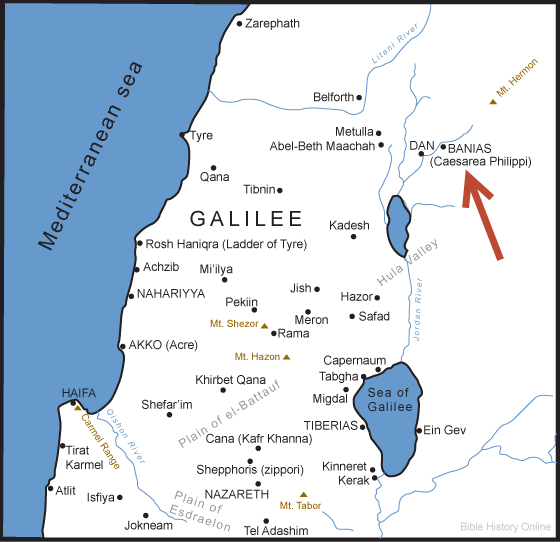 Zarephath
Litani River
Mt. Hermon
Belforth
Mediterranean sea
Tyre
Metulla
Abel-Beth Maachah
DAN
BANIAS
(Caesarea Philippi)
Qana
Tibnin
GALILEE
Kadesh
Rosh Haniqra (Ladder of Tyre)
Hula Valley
Achzib
Mi'ilya
Jish
Hazor
Jordan River
NAHARIYYA
Pekiin
Meron
Safad
Mt. Shezor
Rama
AKKO (Acre)
Mt. Hazon
Capernaum
Tabgha
Khirbet Qana
Migdal
Sea of
Galilee
HAIFA
Carmel Range
Qishon River
Shefar'im
Plain of el-Battauf
TIBERIAS
Ein Gev
Cana (Kafr Khanna)
Tirat
Karmel
Shepphoris (zippori)
Kinneret
Kerak
Atlit
Isfiya
Plain of
Esdraelon
NAZARETH
Mt. Tabor
Jokneam
Tel Adashim
Bible History Online